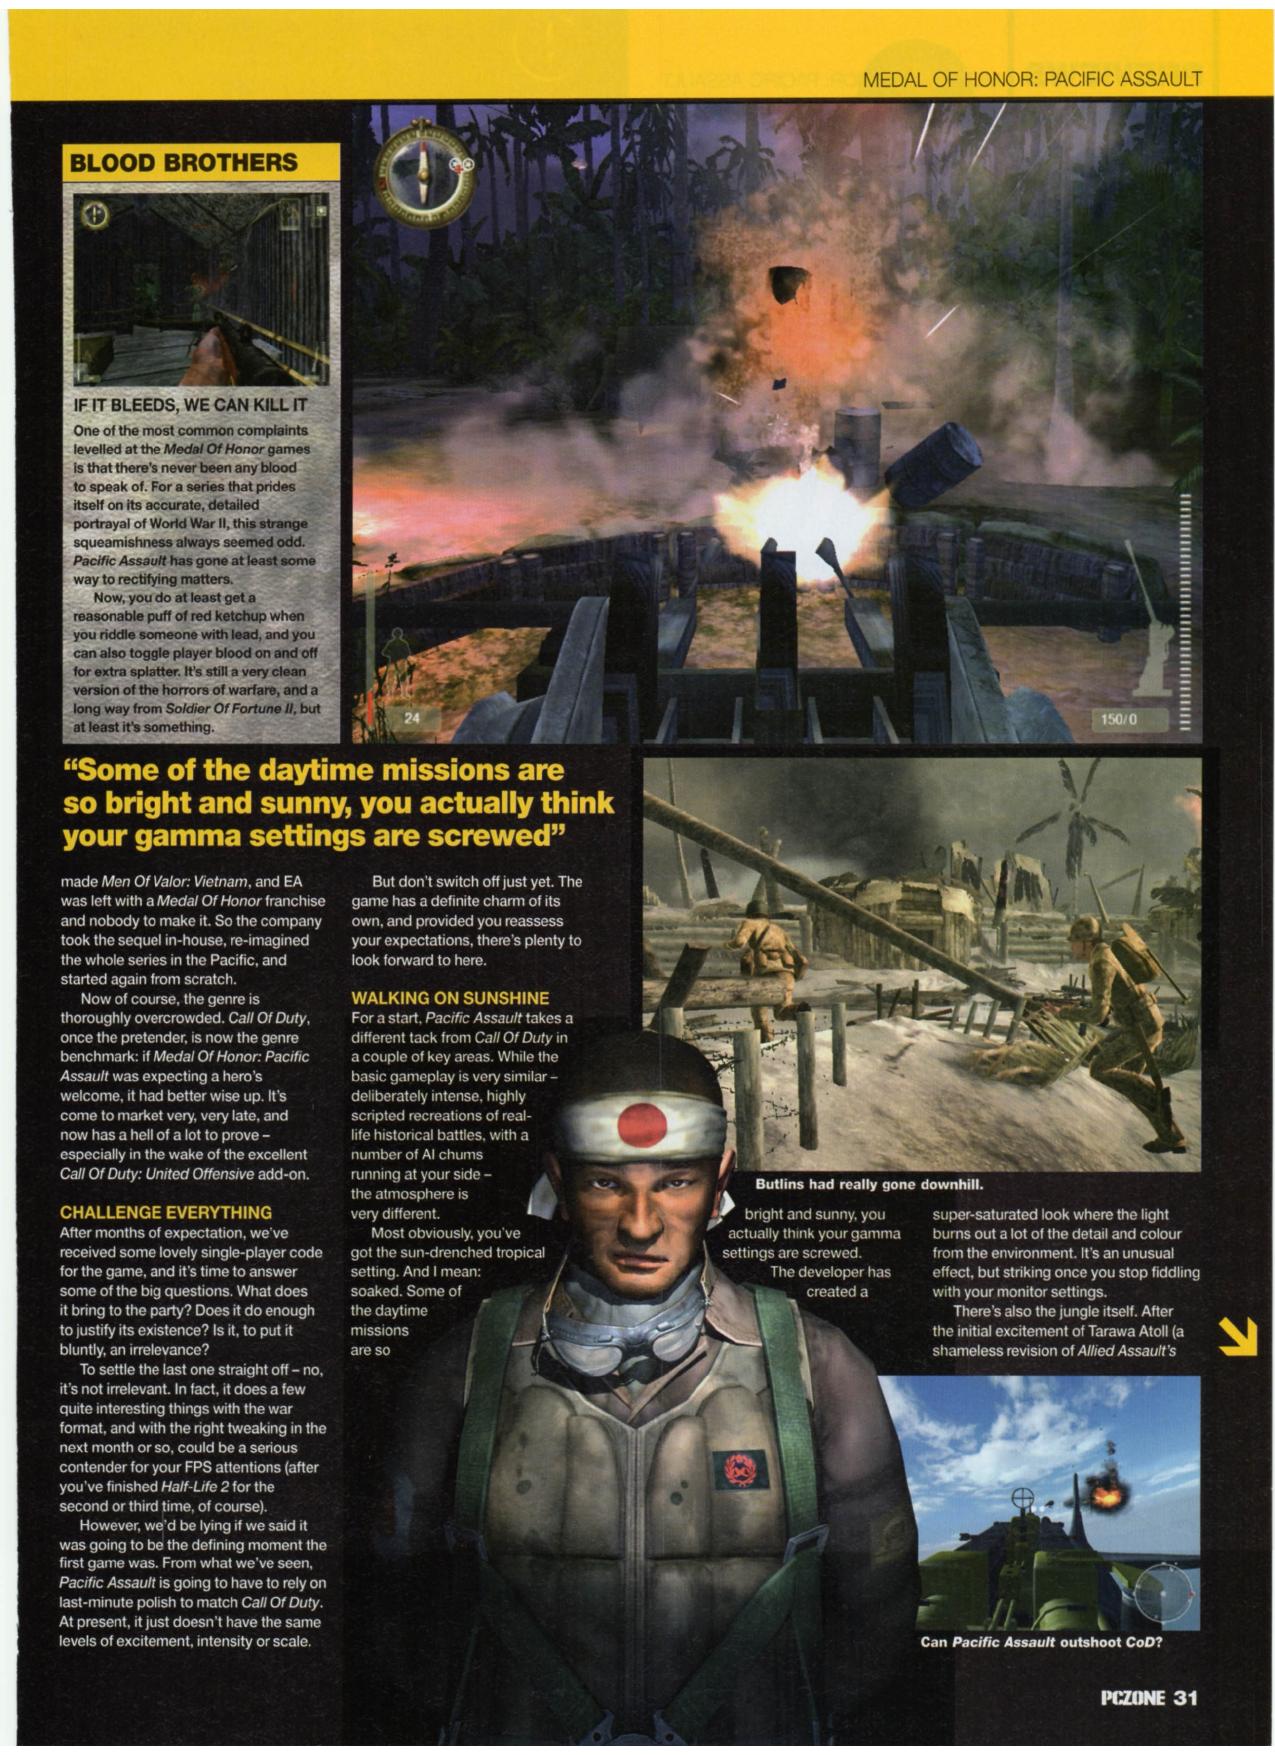 MEDAL OF HONOR: PACIFIC ASSAULT
BLOOD BROTHERS
IF IT BLEEDS, WE CAN KILL IT
One of the most common complaints
levelled at the Medal Of Honor games
is that there's never been any blood
to speak of. For a series that prides
itself on its accurate, detailed
portrayal of World War II, this strange
squeamishness always seemed odd.
Pacific Assault has gone at least some
way to rectifying matters.
Now, you do at least get a
reasonable puff of red ketchup when
you riddle someone with lead, and you
can also toggle player blood on and off
for extra splatter. It's still a very clean
version of the horrors of warfare, and a
long way from Soldier Of Fortune II, but
at least it's something.
24
150/0
“Some of the daytime missions are
so bright and sunny, you actually think
your gamma settings are screwed”
made Men Of Valor: Vietnam, and EA
was left with a Medal Of Honor franchise
and nobody to make it. So the company
took the sequel in-house, re-imagined
the whole series in the Pacific, and
started again from scratch.
Now of course, the genre is
thoroughly overcrowded. Call Of Duty,
once the pretender, is now the genre
benchmark: if Medal Of Honor: Pacific
Assault was expecting a hero's
welcome, it had better wise up. It's
come to market very, very late, and
now has a hell of a lot to prove –
especially in the wake of the excellent
Call Of Duty: United Offensive add-on.
CHALLENGE EVERYTHING
After months of expectation, we've
received some lovely single-player code
for the game, and it's time to answer
some of the big questions. What does
it bring to the party? Does it do enough
to justify its existence? Is it, to put it
bluntly, an irrelevance?
To settle the last one straight off – no,
it's not irrelevant. In fact, it does a few
quite interesting things with the war
format, and with the right tweaking in the
next month or so, could be a serious
contender for your FPS attentions (after
you've finished Half-Life 2 for the
second or third time, of course).
However, we'd be lying if we said it
was going to be the defining moment the
first game was. From what we've seen,
Pacific Assault is going to have to rely on
last-minute polish to match Call Of Duty.
At present, it just doesn't have the same
levels of excitement, intensity or scale.
But don't switch off just yet. The
game has a definite charm of its
own, and provided you reassess
your expectations, there's plenty to
look forward to here.
WALKING ON SUNSHINE
For a start, Pacific Assault takes a
different tack from Call Of Duty in
a couple of key areas. While the
basic gameplay is very similar –
deliberately intense, highly
scripted recreations of real-
life historical battles, with a
number of AI chums
running at your side –
the atmosphere is
very different.
Most obviously, you've
got the sun-drenched tropical
setting. And I mean:
soaked. Some of
the daytime
missions
are so
Butlins had really gone downhill.
bright and sunny, you
actually think your gamma
settings are screwed.
The developer has
created a
super-saturated look where the light
burns out a lot of the detail and colour
from the environment. It's an unusual
effect, but striking once you stop fiddling
with your monitor settings.
There's also the jungle itself. After
the initial excitement of Tarawa Atoll (a
shameless revision of Allied Assault's
Can Pacific Assault outshoot CoD?
PCZONE 31